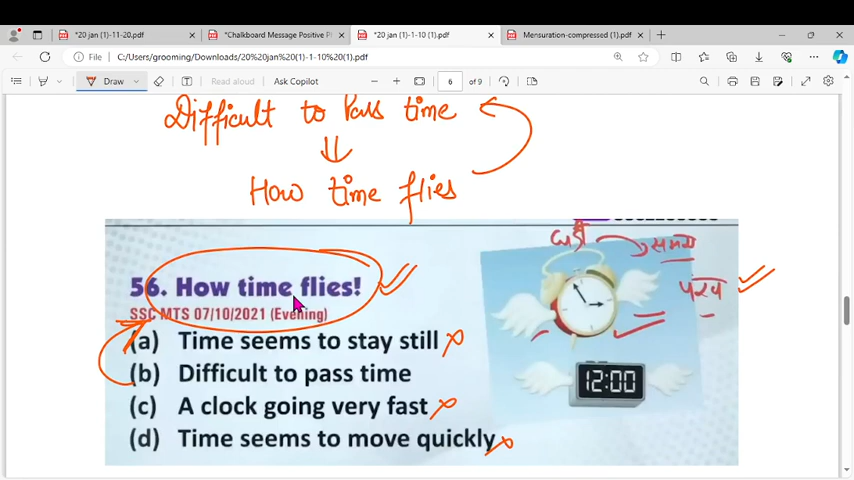 *20 jan (1)-11-20.pdf
*Chalkboard Message Positive P
*20 jan (1)-1-10 (1).pdf
Mensuration-compressed (1).pdf
File C:/Users/grooming/Downloads/20%20jan%20(1)-1-10%20(1).pdf
Draw Read aloud Ask Copilot 6 of 9
Difficult to Pass time
How time flies
56. How time flies!
SSC MTS 07/10/2021 (Evening)
(a) Time seems to stay still
(b) Difficult to pass time
(c) A clock going very fast
(d) Time seems to move quickly
12:00